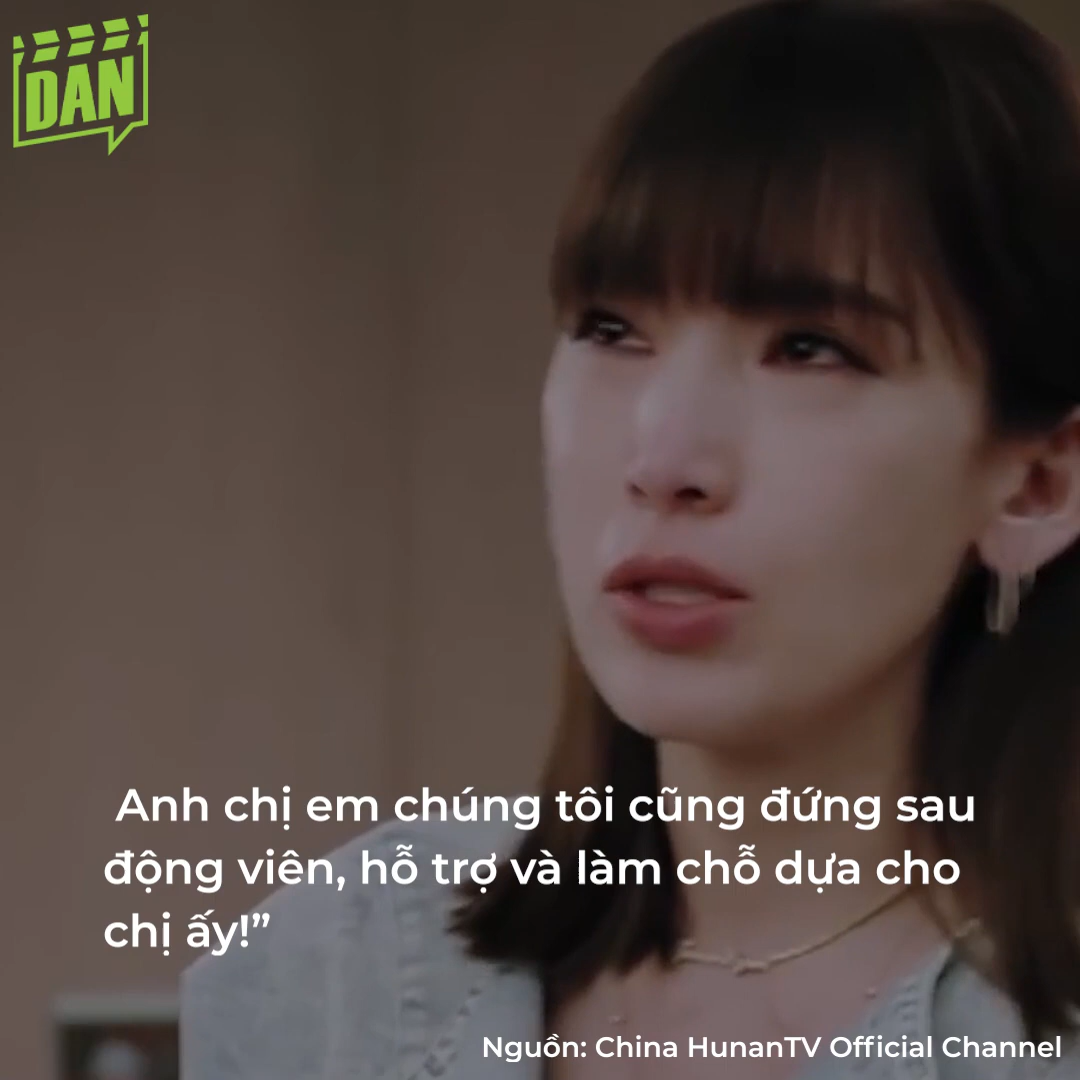 DAN
Anh chị em chúng tôi cũng đứng sau
động viên, hỗ trợ và làm chỗ dựa cho
chị ấy!”
Nguồn: China HunanTV Official Channel